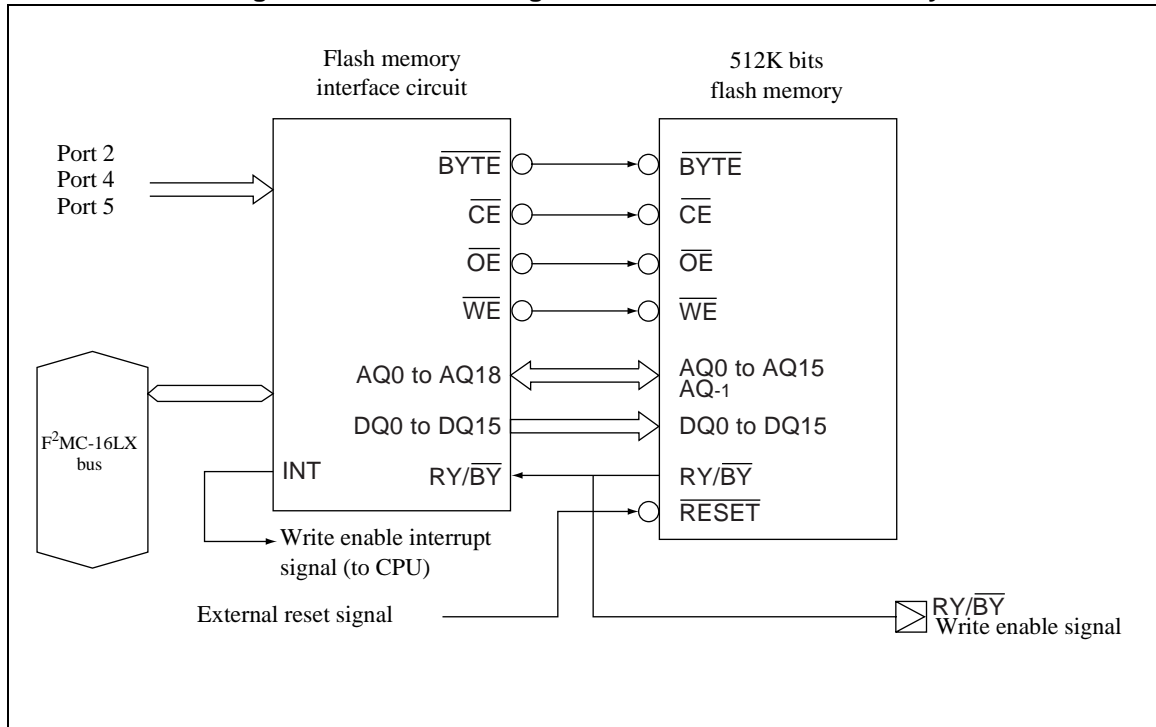 Flash memory
interface circuit
512K bits
flash memory
Port 2
Port 4
Port 5
BYTE
BYTE
CE
CE
OE
OE
WE
WE
AQ0 to AQ18
AQ0 to AQ15
AQ-1
DQ0 to DQ15
DQ0 to DQ15
F²MC-16LX
bus
INT
RY/BY
RY/BY
RESET
Write enable interrupt
signal (to CPU)
External reset signal
RY/BY
Write enable signal